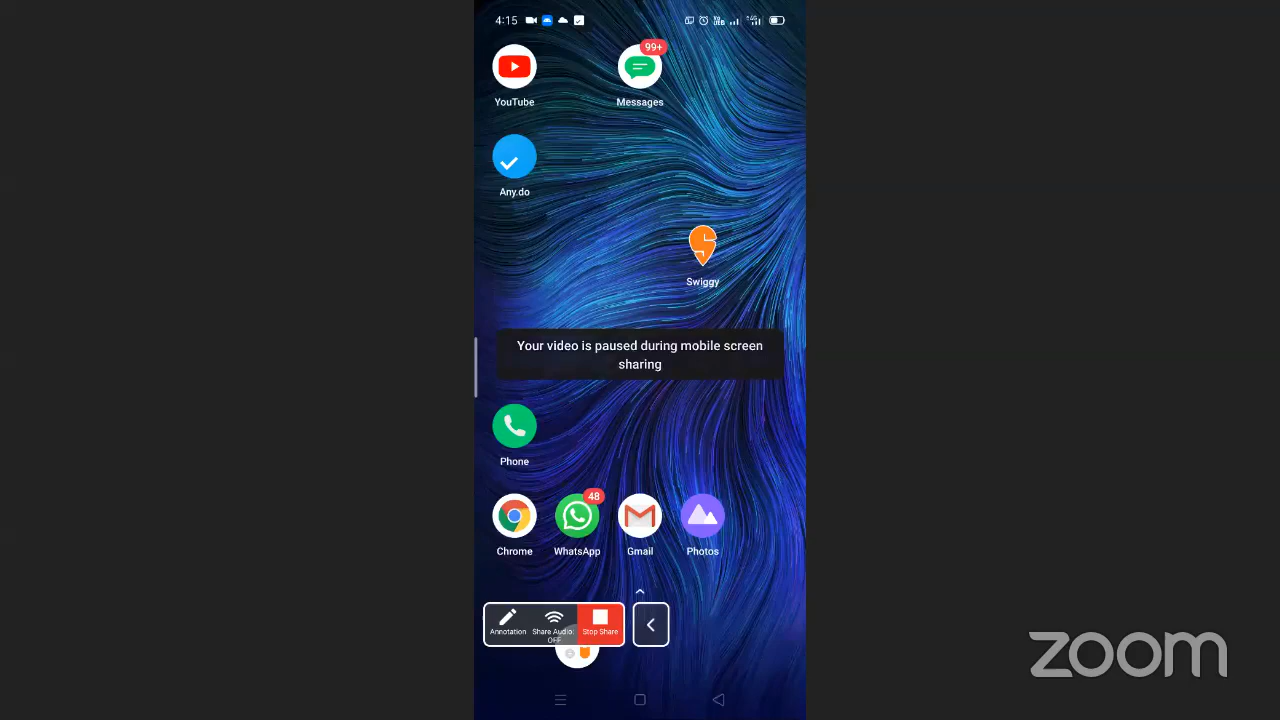 4:15
99+
YouTube
Messages
Any.do
Swiggy
Your video is paused during mobile screen
sharing
Phone
48
Chrome
WhatsApp
Gmail
Photos
Annotation
Share Audio:
OFF
Stop Share
zoom